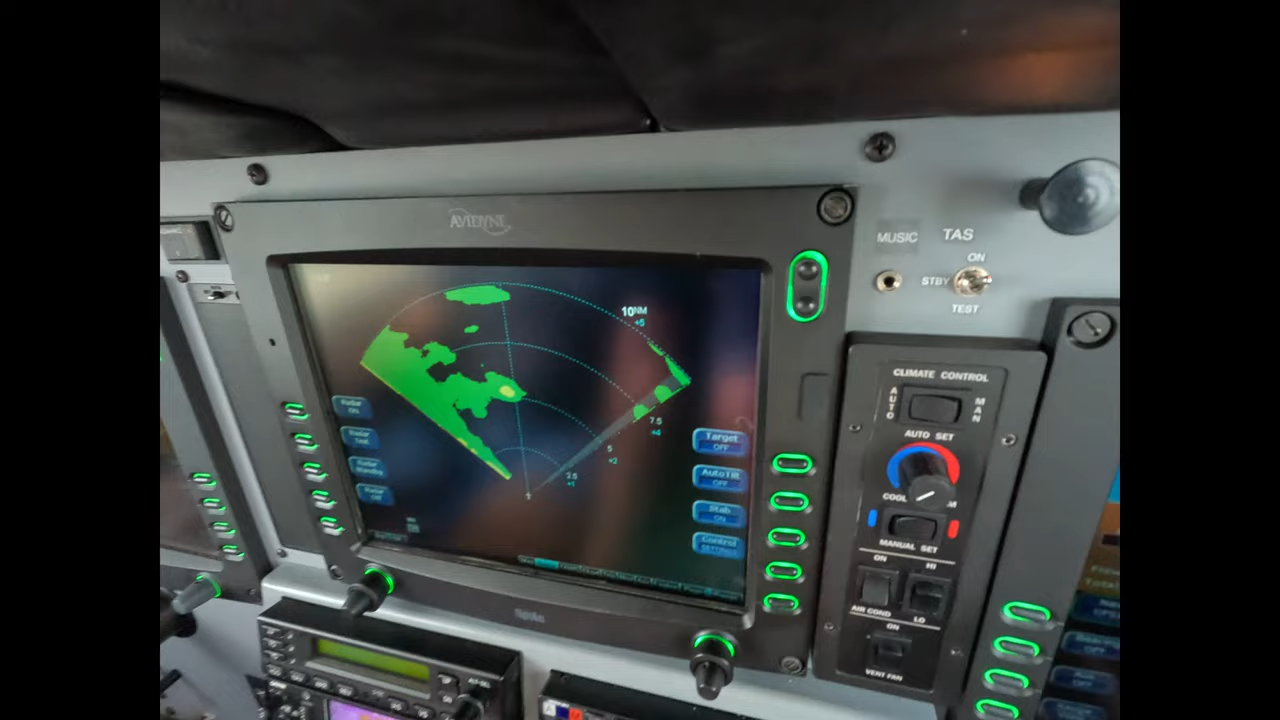 AVIDYNE
MUSIC
TAS
ON
STBY
TEST
10NM
+5
7.5
+4
5
2.5
Radar
ON
Radar
Test
Radar
Standby
Radar
Off
Target
OFF
AutoTilt
OFF
Stab
ON
Control
SETTINGS
CLIMATE CONTROL
AUTO
MAN
AUTO SET
COOL
MANUAL SET
ON
HI
AIR COND
LO
ON
VENT FAN